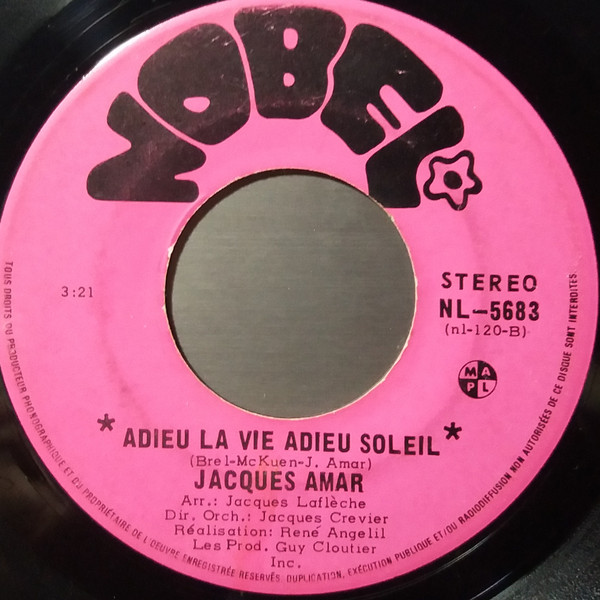 NOBEL
3:21
STEREO
NL-5683
(nl-120-B)
MAPL
* ADIEU LA VIE ADIEU SOLEIL *
(Brel-McKuen-J. Amar)
JACQUES AMAR
Arr.: Jacques Laflèche
Dir. Orch.: Jacques Crevier
Réalisation: René Angelil
Les Prod. Guy Cloutier
Inc.
TOUS DROITS DU PRODUCTEUR PHONOGRAPHIQUE ET DU PROPRIÉTAIRE DE L'OEUVRE ENREGISTRÉE RÉSERVÉS. DUPLICATION, EXÉCUTION PUBLIQUE ET/OU RADIODIFFUSION NON AUTORISÉES DE CE DISQUE SONT INTERDITES